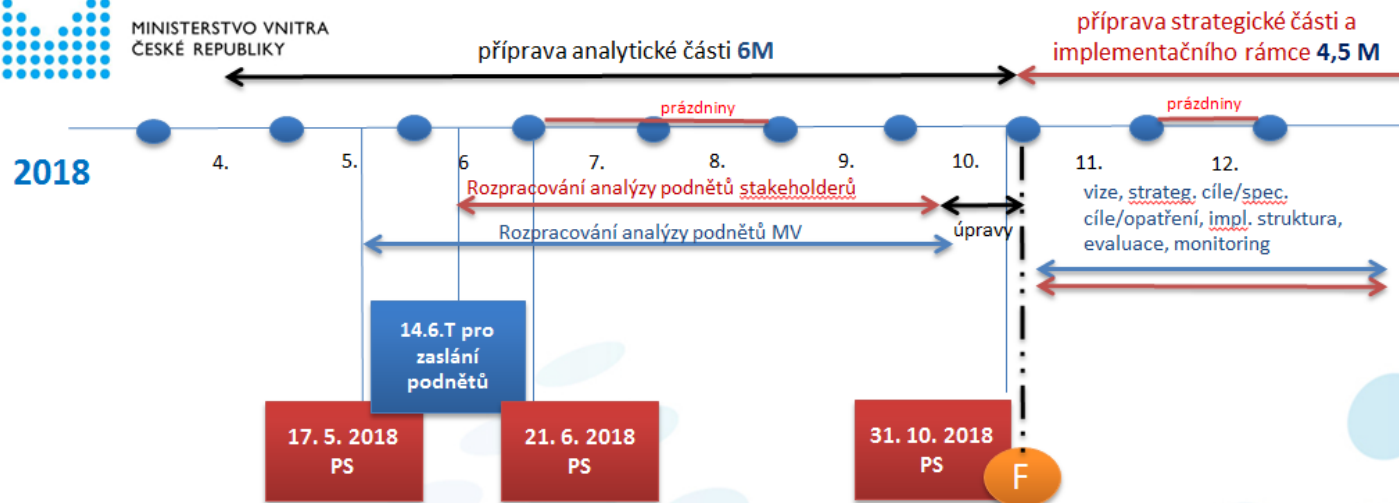 MINISTERSTVO VNITRA
ČESKÉ REPUBLIKY
příprava analytické části 6M
příprava strategické části a
implementačního rámce 4,5 M
prázdniny
prázdniny
2018
4.
5.
6
7.
8.
9.
10.
11.
12.
Rozpracování analýzy podnětů stakeholderů
Rozpracování analýzy podnětů MV
úpravy
vize, strateg. cíle/spec.
cíle/opatření, impl. struktura,
evaluace, monitoring
14.6.T pro
zaslání
podnětů
17. 5. 2018
PS
21. 6. 2018
PS
31. 10. 2018
PS
F